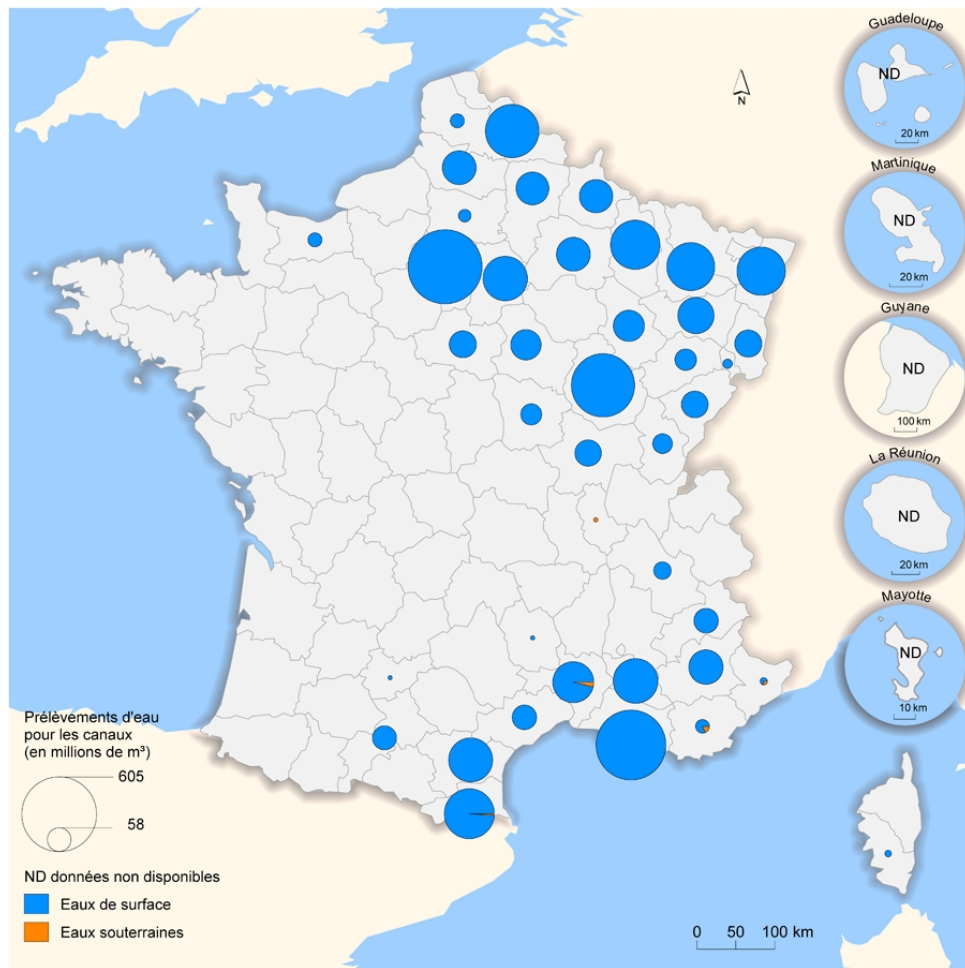 Guadeloupe
ND
20 km
N
Martinique
ND
20 km
Guyane
ND
100 km
La Réunion
ND
20 km
Mayotte
ND
10 km
Prélèvements d'eau
pour les canaux
(en millions de m³)
605
58
ND données non disponibles
Eaux de surface
Eaux souterraines
0 50 100 km